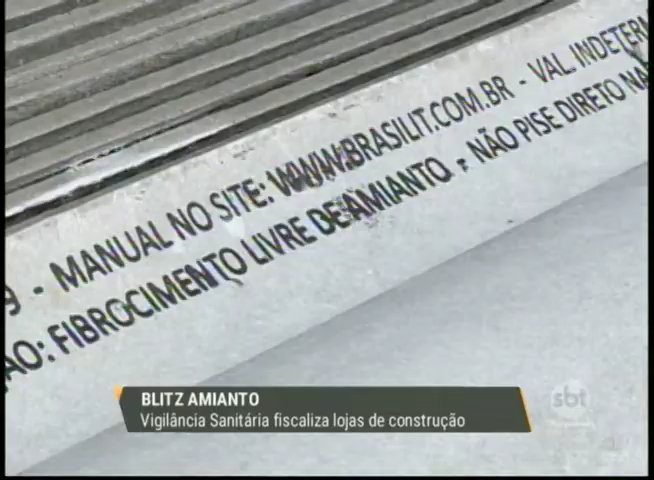 9 - MANUAL NO SITE: WWW.BRASILIT.COM.BR - VAL. INDETERM
ÃO: FIBROCIMENTO LIVRE DE AMIANTO - NÃO PISE DIRETO NA
BLITZ AMIANTO
Vigilância Sanitária fiscaliza lojas de construção
sbt